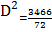 D² = 3466/72